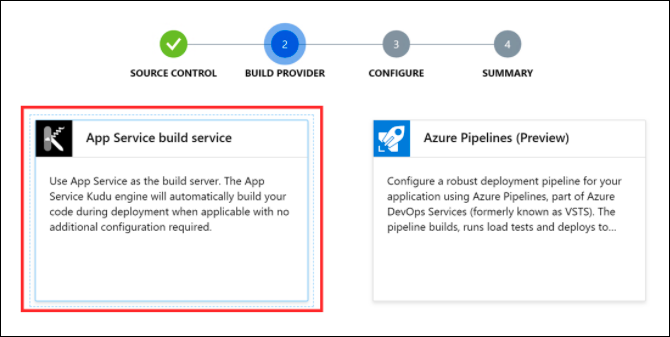 2 3 4
SOURCE CONTROL BUILD PROVIDER CONFIGURE SUMMARY
App Service build service
Use App Service as the build server. The App
Service Kudu engine will automatically build your
code during deployment when applicable with no
additional configuration required.
Azure Pipelines (Preview)
Configure a robust deployment pipeline for your
application using Azure Pipelines, part of Azure
DevOps Services (formerly known as VSTS). The
pipeline builds, runs load tests and deploys to...